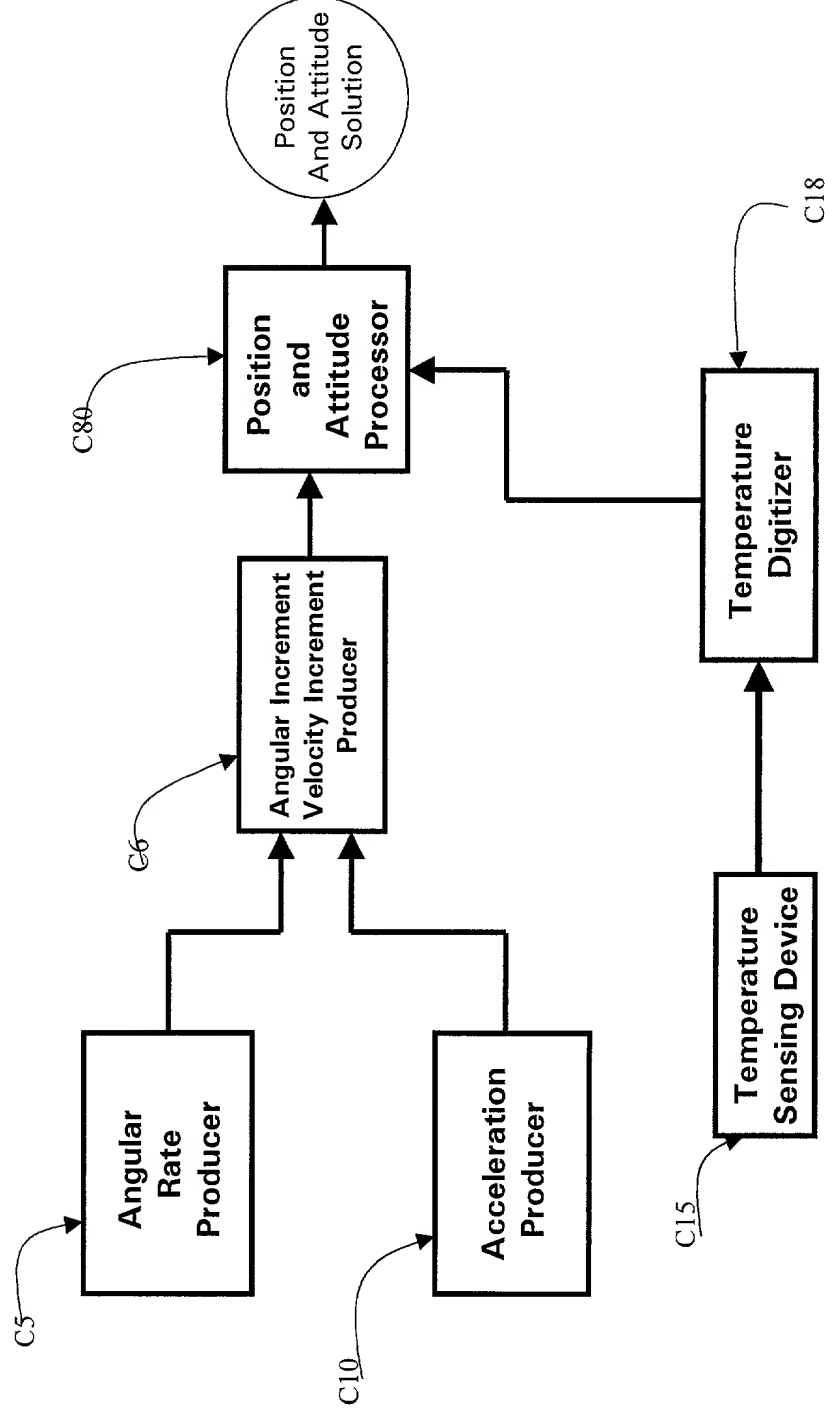 C5
Angular
Rate
Producer
C10
Acceleration
Producer
C15
Temperature
Sensing Device
C6
Angular Increment
Velocity Increment
Producer
C18
Temperature
Digitizer
C80
Position
and
Attitude
Processor
Position
And Attitude
Solution